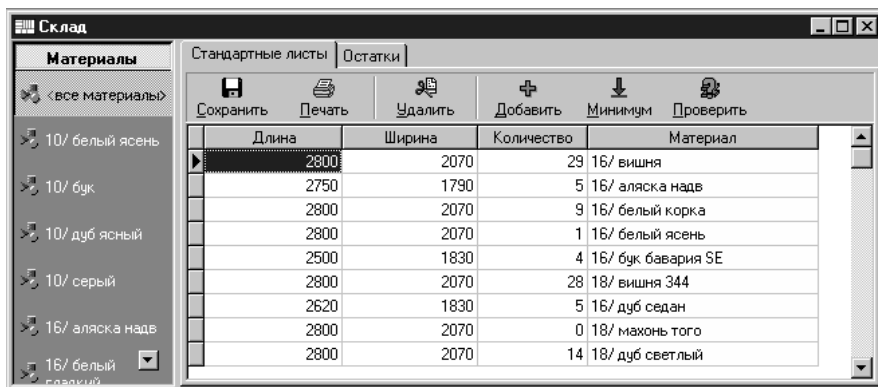 Склад
Материалы
<все материалы>
10/ белый ясень
10/ бук
10/ дуб ясный
10/ серый
16/ аляска надв
16/ белый
гладкий
Стандартные листы Остатки
Сохранить Печать Удалить Добавить Минимум Проверить
Длина Ширина Количество Материал
2800 2070 29 16/ вишня
2750 1790 5 16/ аляска надв
2800 2070 9 16/ белый корка
2800 2070 1 16/ белый ясень
2500 1830 4 16/ бук бавария SE
2800 2070 28 18/ вишня 344
2620 1830 5 16/ дуб седан
2800 2070 0 18/ махонь того
2800 2070 14 18/ дуб светлый